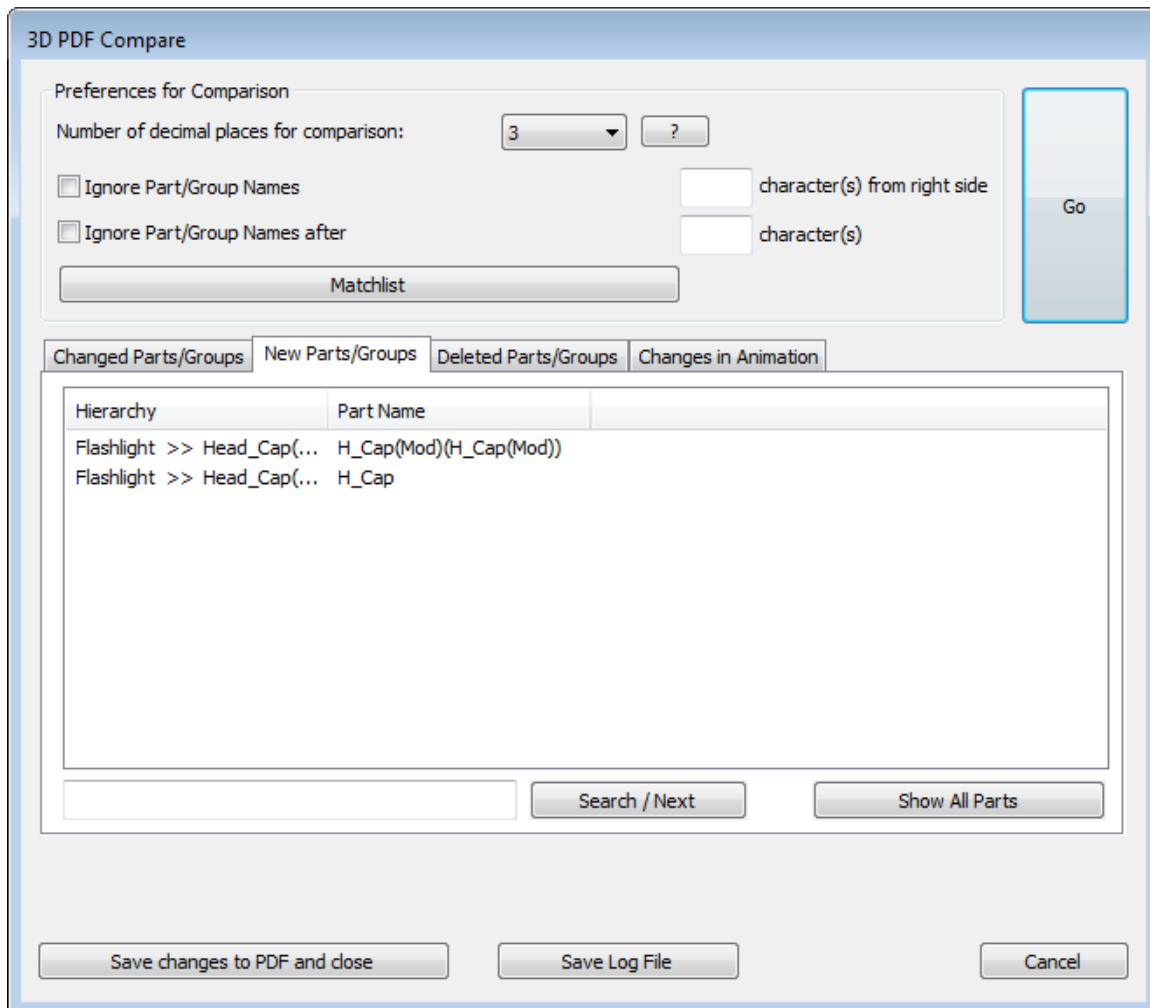 3D PDF Compare
Preferences for Comparison
Number of decimal places for comparison: 3 ?
Ignore Part/Group Names character(s) from right side
Go
Ignore Part/Group Names after character(s)
Matchlist
Changed Parts/Groups New Parts/Groups Deleted Parts/Groups Changes in Animation
Hierarchy Part Name
Flashlight >> Head_Cap(... H_Cap(Mod)(H_Cap(Mod))
Flashlight >> Head_Cap(... H_Cap
Search / Next Show All Parts
Save changes to PDF and close Save Log File Cancel